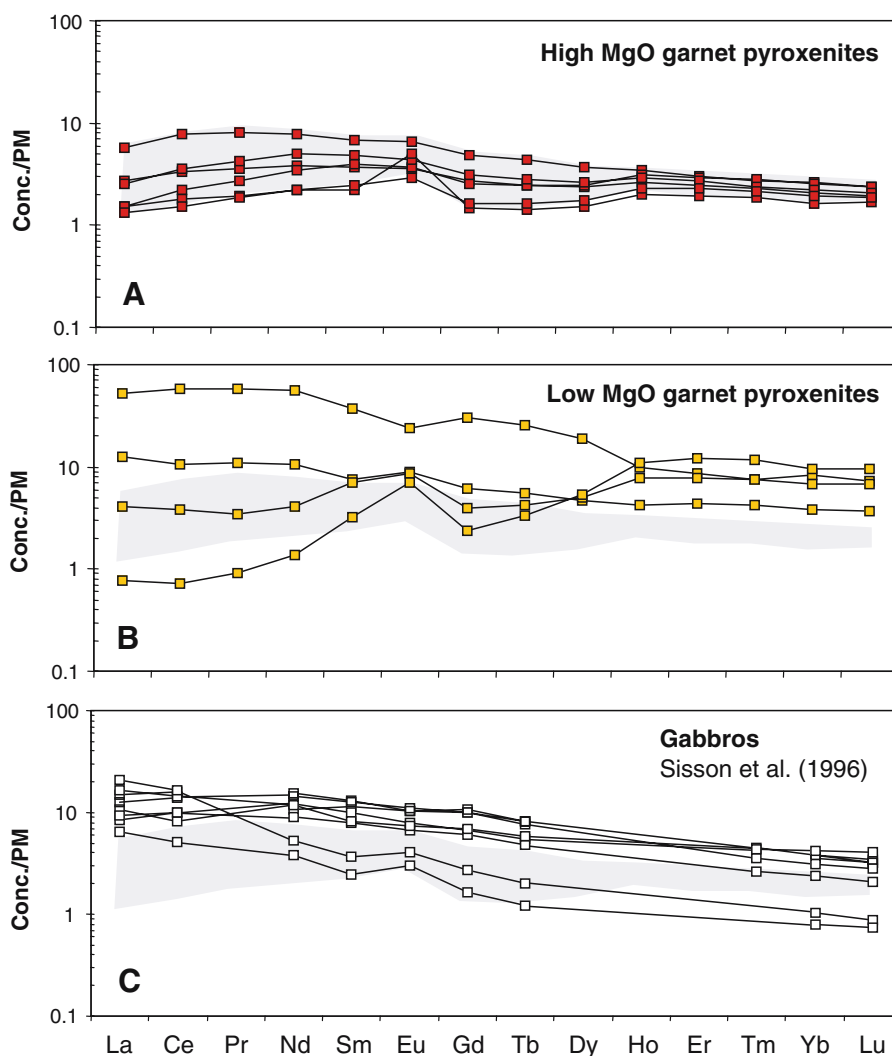 100
High MgO garnet pyroxenites
10
Conc./PM
1
A
0.1
100
Low MgO garnet pyroxenites
10
Conc./PM
1
B
0.1
100
Gabbros
Sisson et al. (1996)
10
Conc./PM
1
C
0.1
La Ce Pr Nd Sm Eu Gd Tb Dy Ho Er Tm Yb Lu